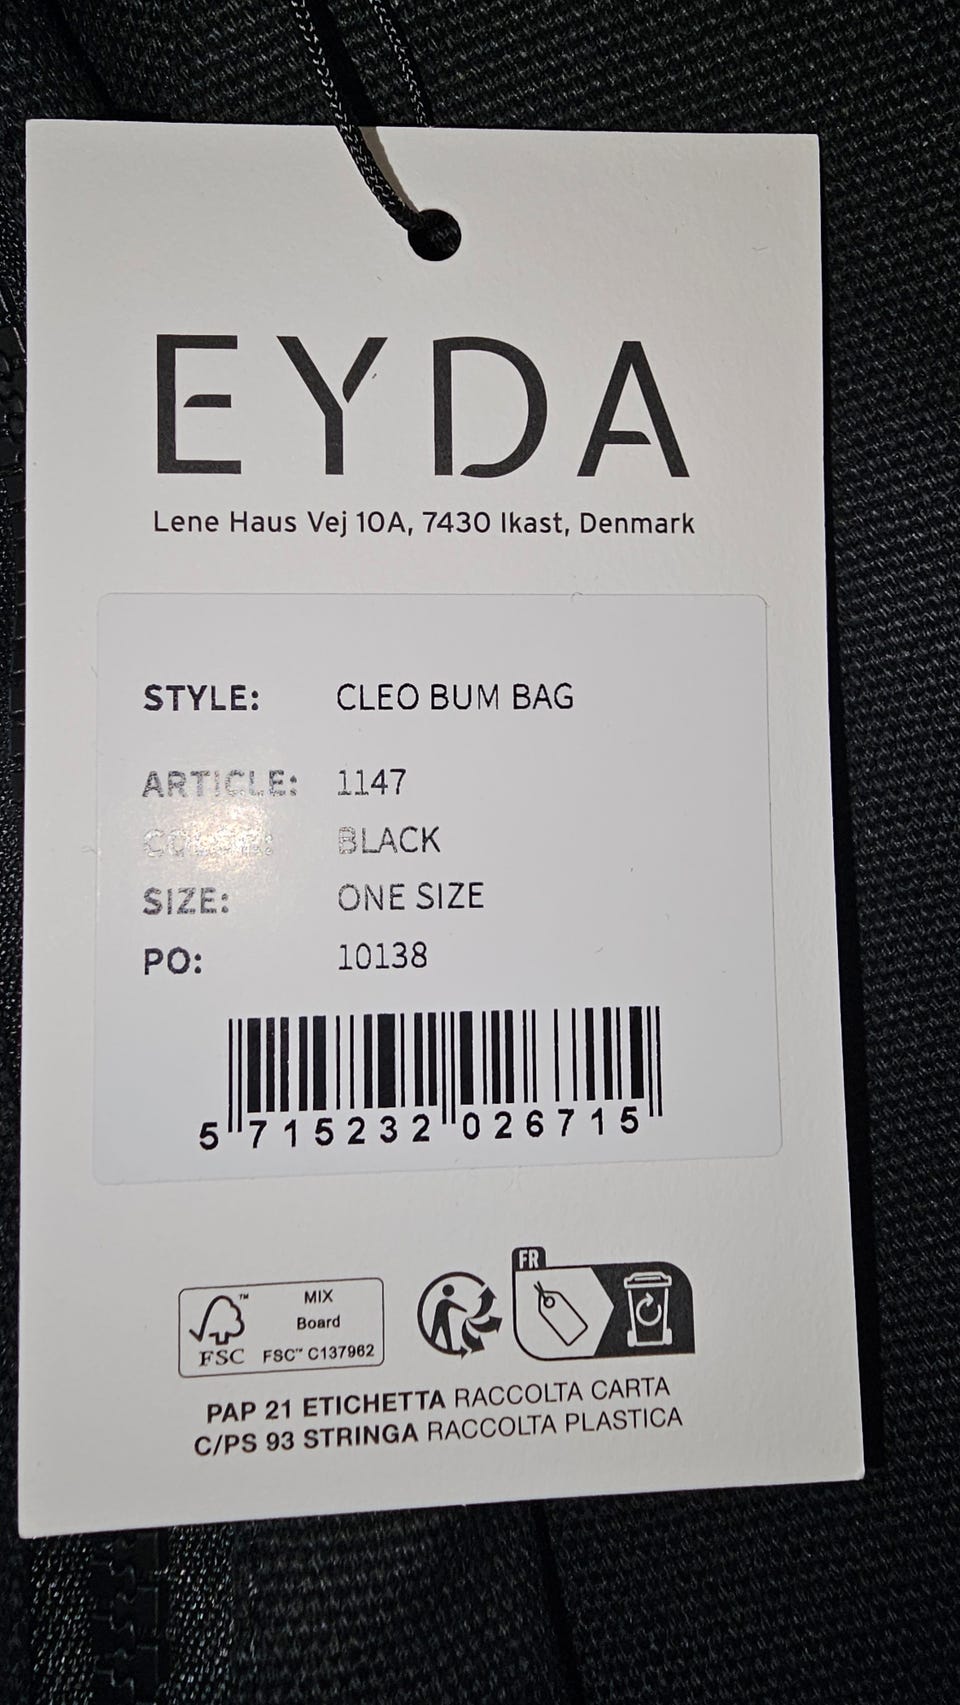 EYDA
Lene Haus Vej 10A, 7430 Ikast, Denmark
STYLE: CLEO BUM BAG
ARTICLE: 1147
COLOR: BLACK
SIZE: ONE SIZE
PO: 10138
5 715232 026715
FSC™
MIX
Board
FSC™ C137962
FR
PAP 21 ETICHETTA RACCOLTA CARTA
C/PS 93 STRINGA RACCOLTA PLASTICA